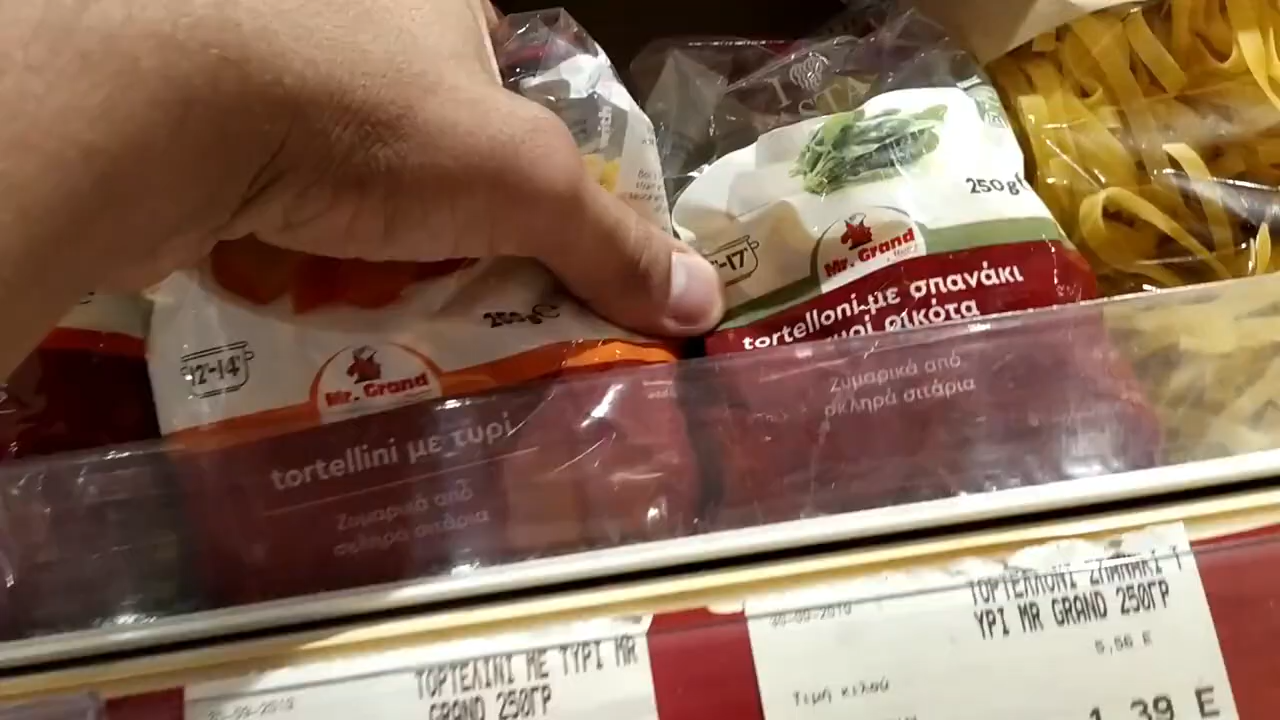 I
250g
Mr. Grand
tortelloni με σπανάκι
τυρί ρικότα
Ζυμαρικά από
σκληρά σιτάρια
12'-14'
Mr. Grand
tortellini με τυρί
Ζυμαρικά από
σκληρά σιτάρια
-17'
ΤΟΡΤΕΛΙΝΙ ΜΕ ΤΥΡΙ MR
GRAND 250ΓΡ
ΤΟΡΤΕΛΛΟΝΙ ΣΠΑΝΑΚΙ Τ
ΥΡΙ MR GRAND 250ΓΡ
5,56 E
Τιμή κιλού
1,39 E